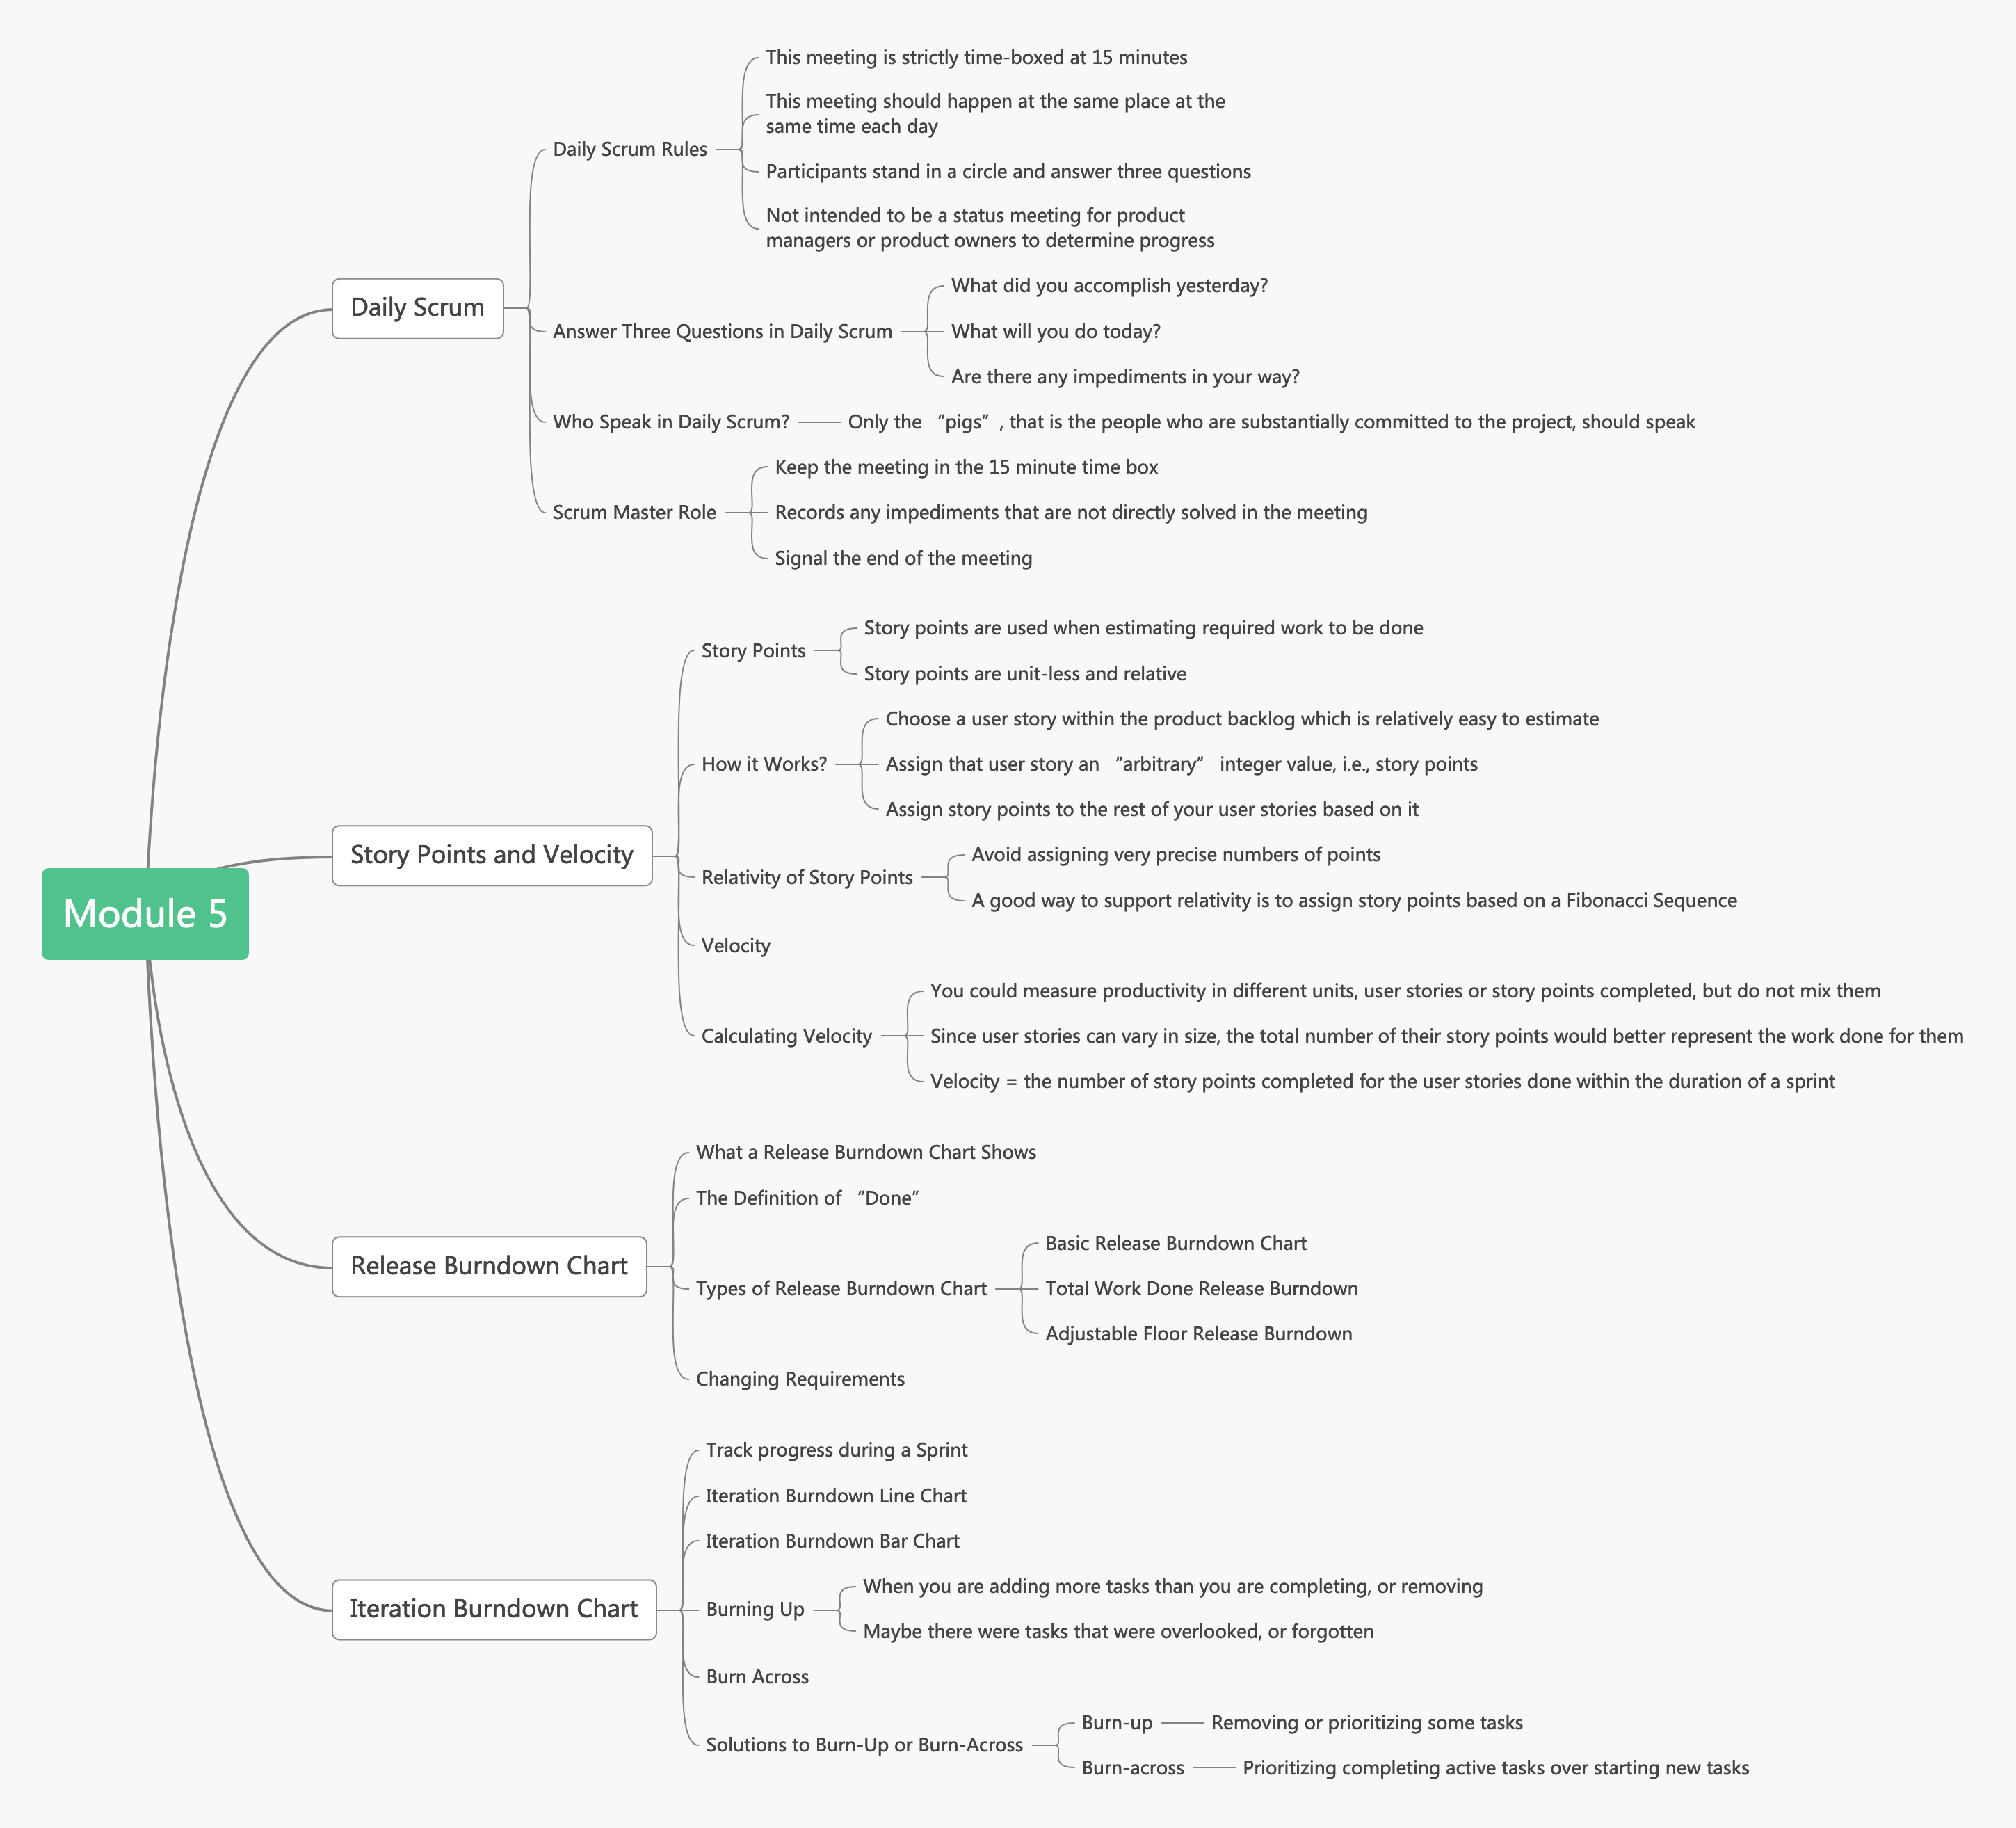 Module 5
Daily Scrum
Daily Scrum Rules
This meeting is strictly time-boxed at 15 minutes
This meeting should happen at the same place at the
same time each day
Participants stand in a circle and answer three questions
Not intended to be a status meeting for product
managers or product owners to determine progress
Answer Three Questions in Daily Scrum
What did you accomplish yesterday?
What will you do today?
Are there any impediments in your way?
Who Speak in Daily Scrum?
Only the “pigs”, that is the people who are substantially committed to the project, should speak
Scrum Master Role
Keep the meeting in the 15 minute time box
Records any impediments that are not directly solved in the meeting
Signal the end of the meeting
Story Points and Velocity
Story Points
Story points are used when estimating required work to be done
Story points are unit-less and relative
How it Works?
Choose a user story within the product backlog which is relatively easy to estimate
Assign that user story an “arbitrary” integer value, i.e., story points
Assign story points to the rest of your user stories based on it
Relativity of Story Points
Avoid assigning very precise numbers of points
A good way to support relativity is to assign story points based on a Fibonacci Sequence
Velocity
Calculating Velocity
You could measure productivity in different units, user stories or story points completed, but do not mix them
Since user stories can vary in size, the total number of their story points would better represent the work done for them
Velocity = the number of story points completed for the user stories done within the duration of a sprint
Release Burndown Chart
What a Release Burndown Chart Shows
The Definition of “Done”
Types of Release Burndown Chart
Basic Release Burndown Chart
Total Work Done Release Burndown
Adjustable Floor Release Burndown
Changing Requirements
Iteration Burndown Chart
Track progress during a Sprint
Iteration Burndown Line Chart
Iteration Burndown Bar Chart
Burning Up
When you are adding more tasks than you are completing, or removing
Maybe there were tasks that were overlooked, or forgotten
Burn Across
Solutions to Burn-Up or Burn-Across
Burn-up
Removing or prioritizing some tasks
Burn-across
Prioritizing completing active tasks over starting new tasks